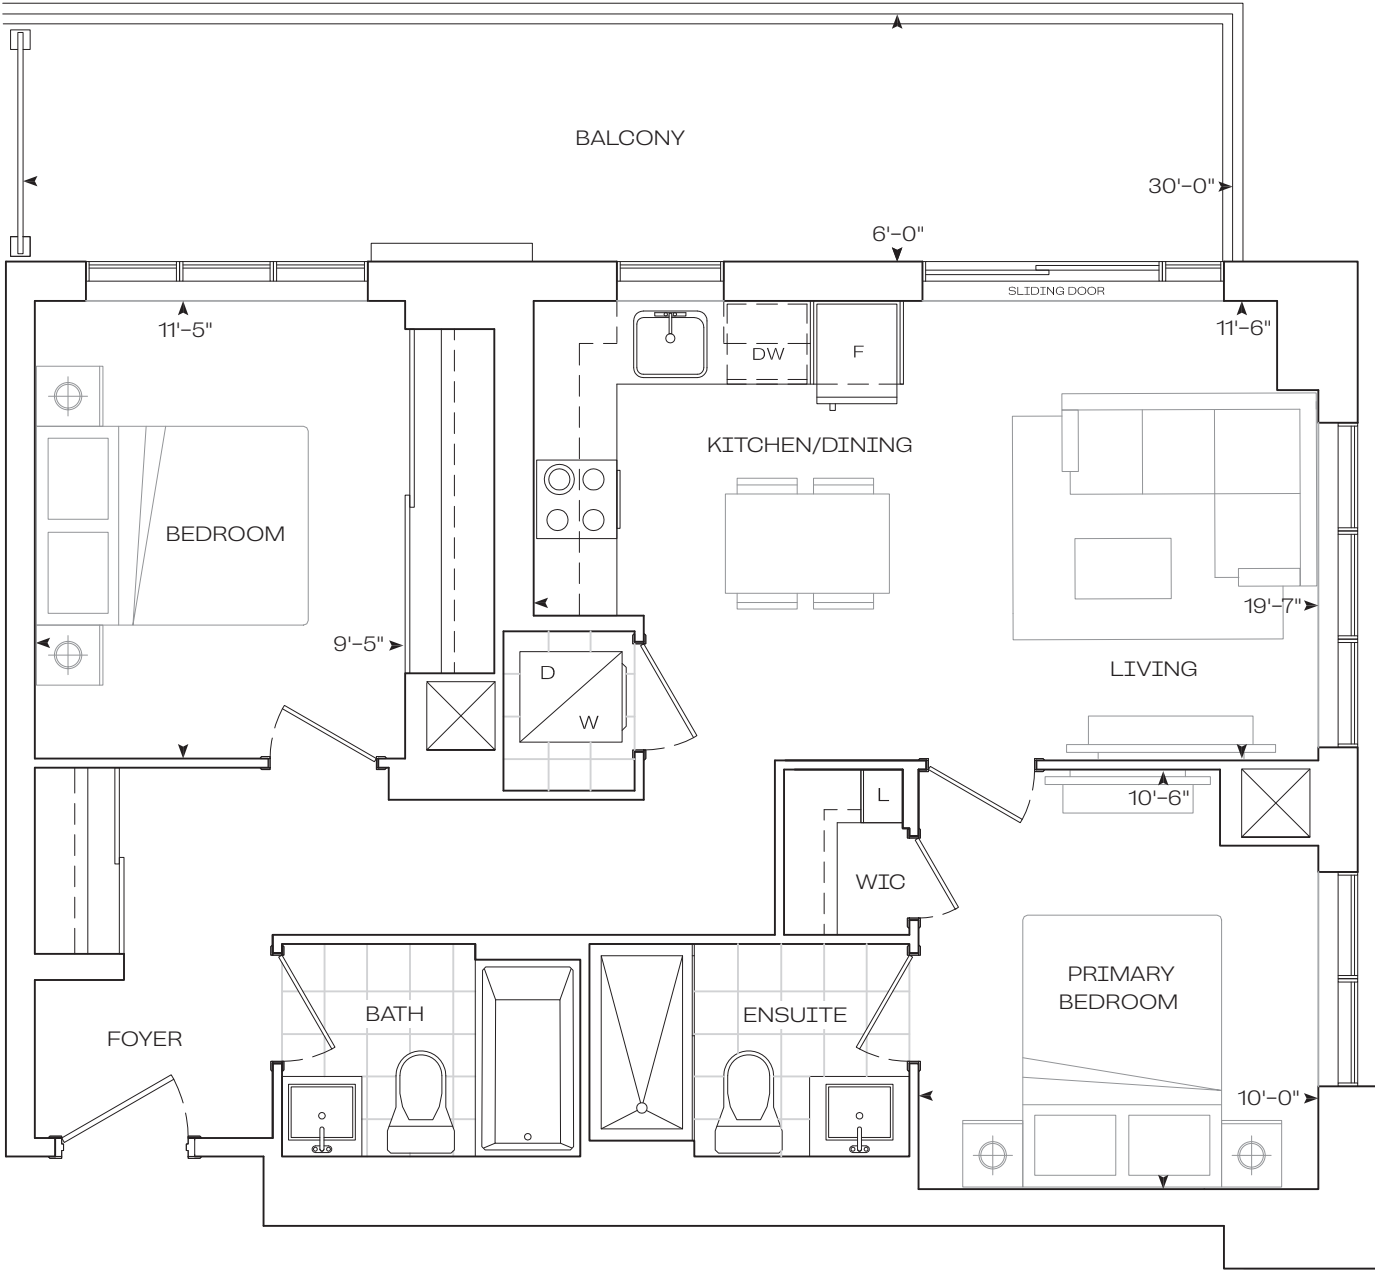 BALCONY
30'-0"
6'-0"
SLIDING DOOR
11'-5"
11'-6"
DW
F
KITCHEN/DINING
BEDROOM
19'-7"
9'-5"
LIVING
D
W
10'-6"
L
WIC
PRIMARY
BEDROOM
BATH
ENSUITE
FOYER
10'-0"